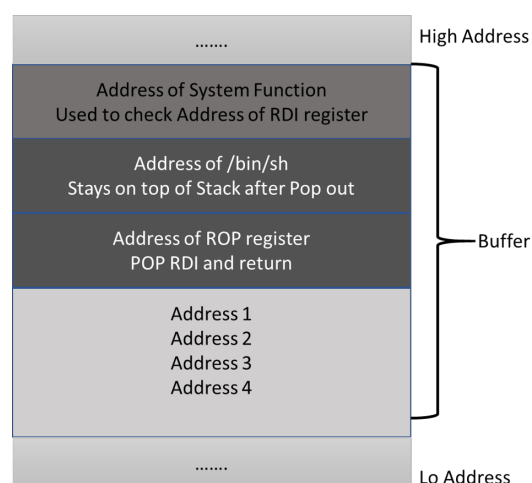 .......
High Address
Address of System Function
Used to check Address of RDI register
Address of /bin/sh
Stays on top of Stack after Pop out
Address of ROP register
POP RDI and return
Buffer
Address 1
Address 2
Address 3
Address 4
.......
Lo Address